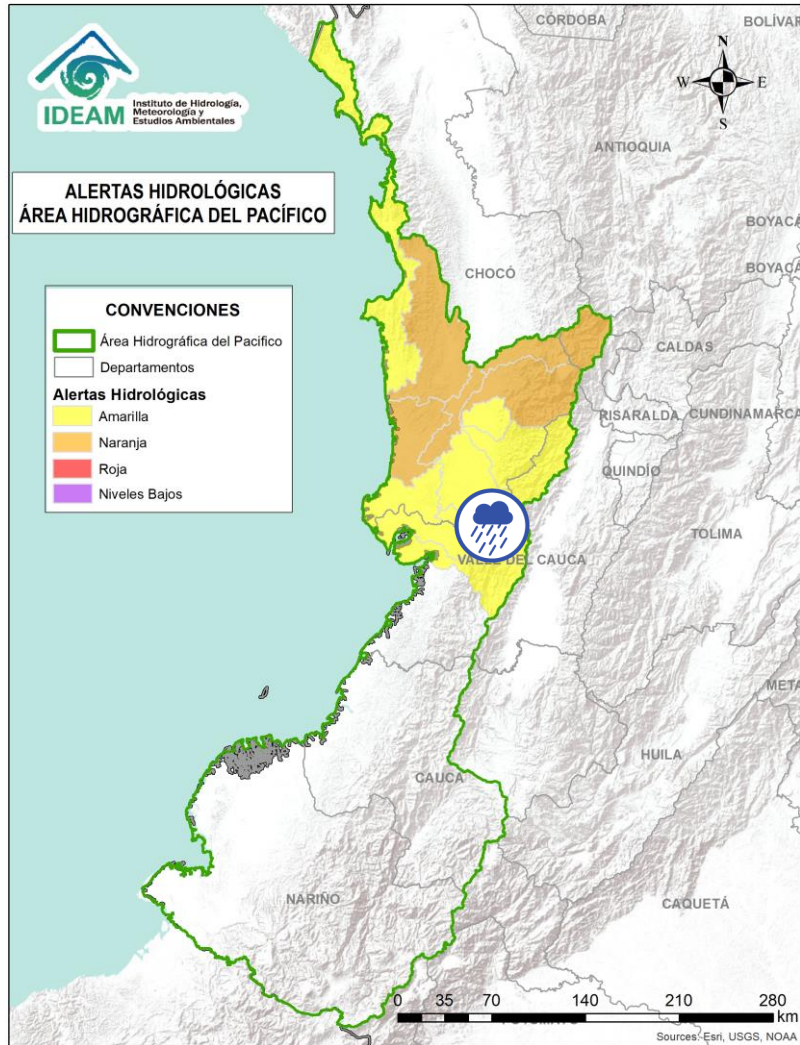 IDEAM
Instituto de Hidrología,
Meteorología y
Estudios Ambientales
ALERTAS HIDROLÓGICAS
ÁREA HIDROGRÁFICA DEL PACÍFICO
CONVENCIONES
Área Hidrográfica del Pacifico
Departamentos
Alertas Hidrológicas
Amarilla
Naranja
Roja
Niveles Bajos
N
W E
S
CÓRDOBA
BOLÍVAR
ANTIOQUIA
BOYACÁ
BOYACÁ
CHOCÓ
CALDAS
RISARALDA
CUNDINAMARCA
QUINDÍO
TOLIMA
VALLE DEL CAUCA
META
HUILA
CAUCA
NARIÑO
CAQUETÁ
0 35 70 140 210 280
km
Sources: Esri, USGS, NOAA